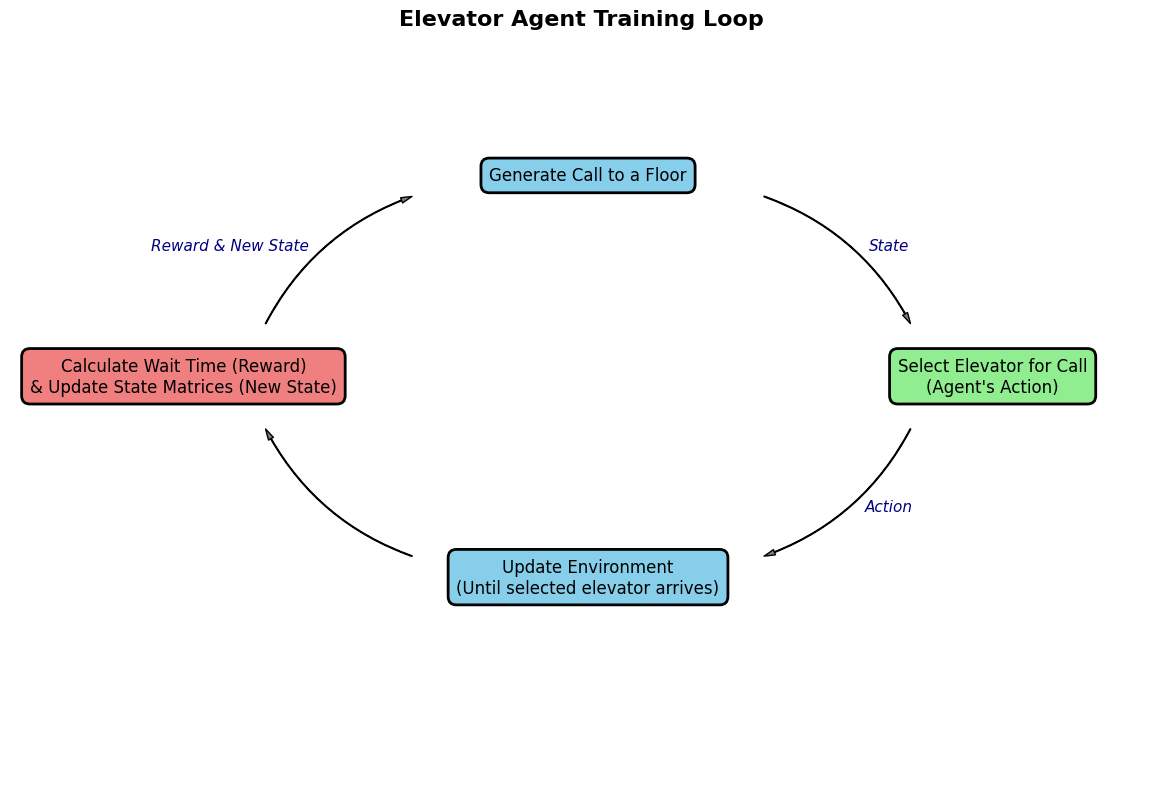 Elevator Agent Training Loop
Generate Call to a Floor
Reward & New State
State
Calculate Wait Time (Reward)
& Update State Matrices (New State)
Select Elevator for Call
(Agent's Action)
Action
Update Environment
(Until selected elevator arrives)